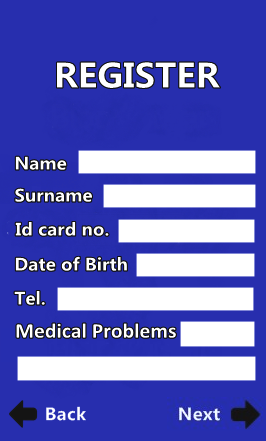 REGISTER
Name
Surname
Id card no.
Date of Birth
Tel.
Medical Problems
Back Next